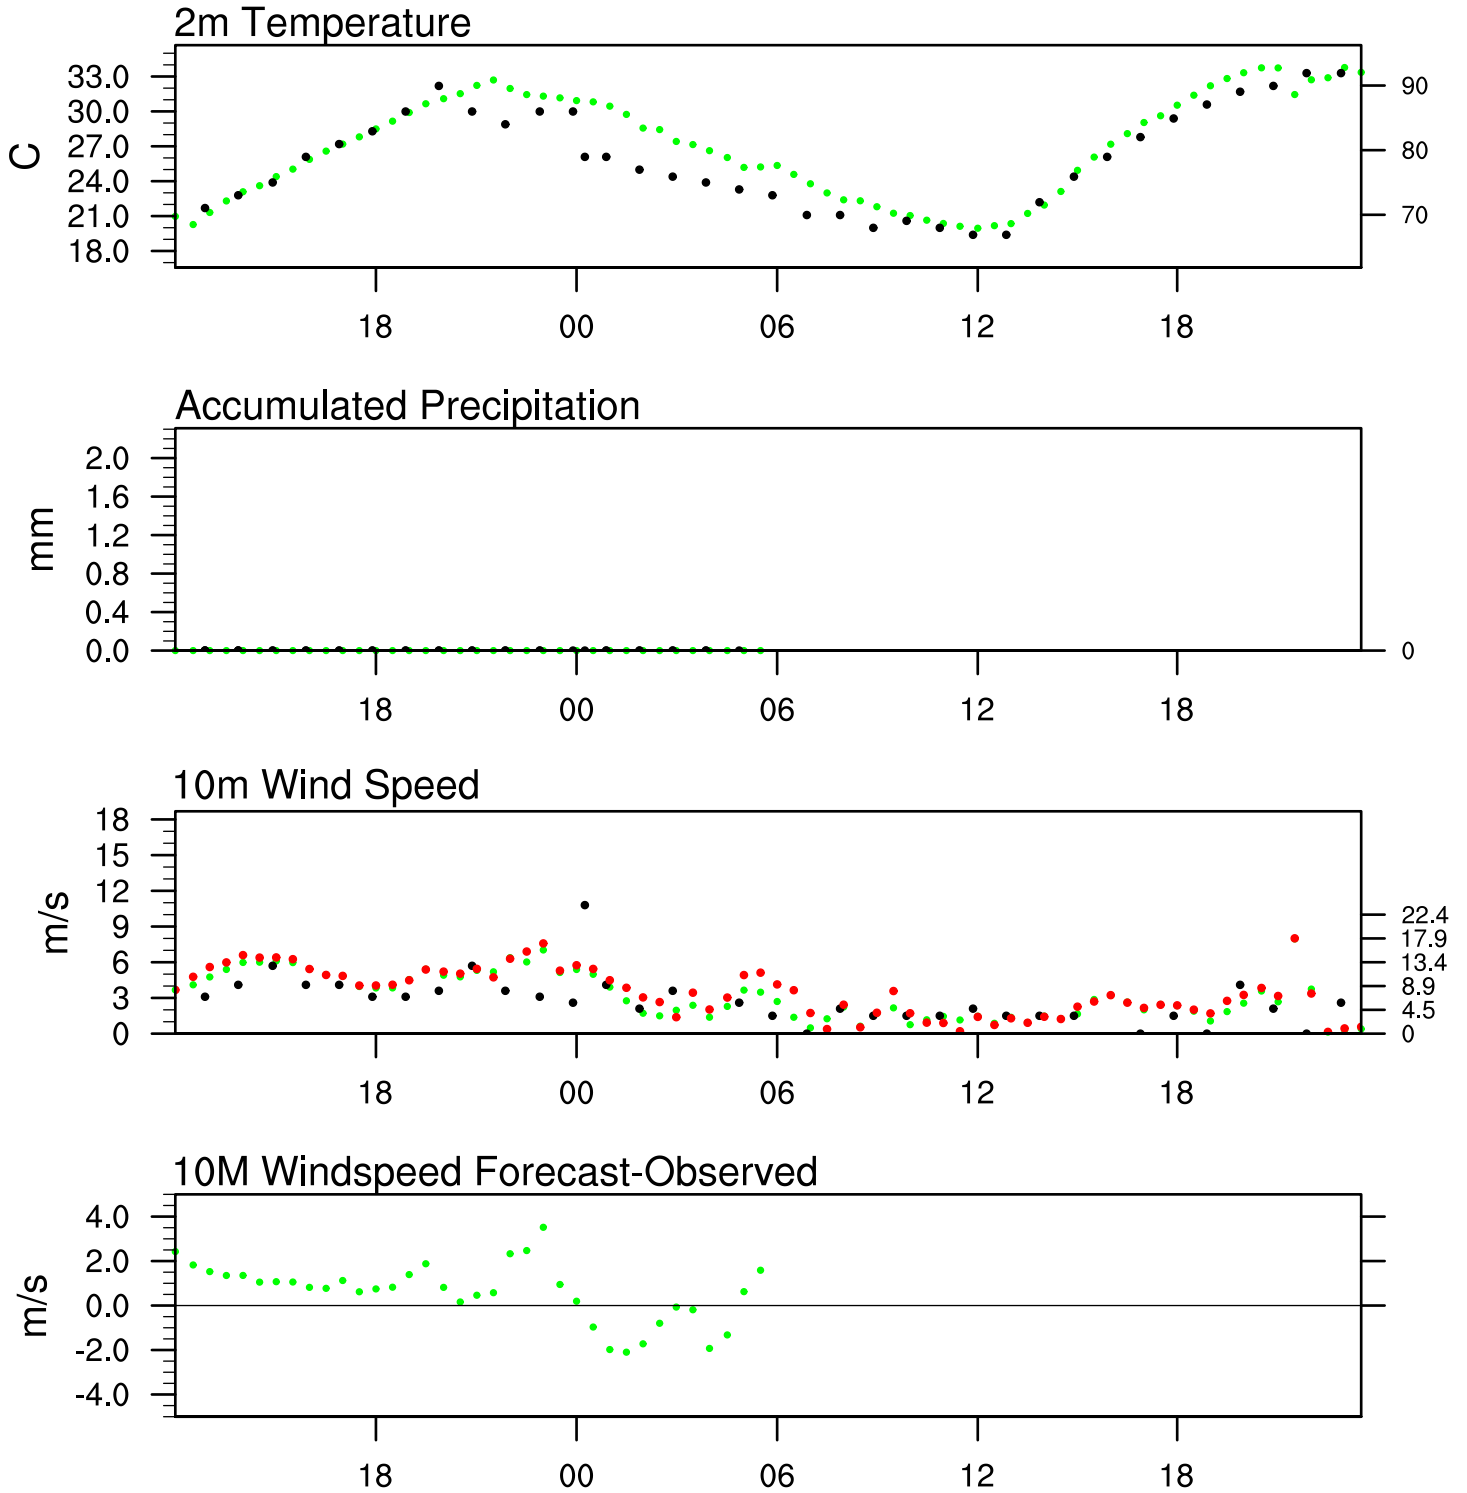 2m Temperature
33.0
30.0
27.0
24.0
21.0
18.0
C
90
80
70
18 00 06 12 18
Accumulated Precipitation
2.0
1.6
1.2
0.8
0.4
0.0
mm
0
18 00 06 12 18
10m Wind Speed
18
15
12
9
6
3
0
m/s
22.4
17.9
13.4
8.9
4.5
0
18 00 06 12 18
10M Windspeed Forecast-Observed
4.0
2.0
0.0
-2.0
-4.0
m/s
18 00 06 12 18